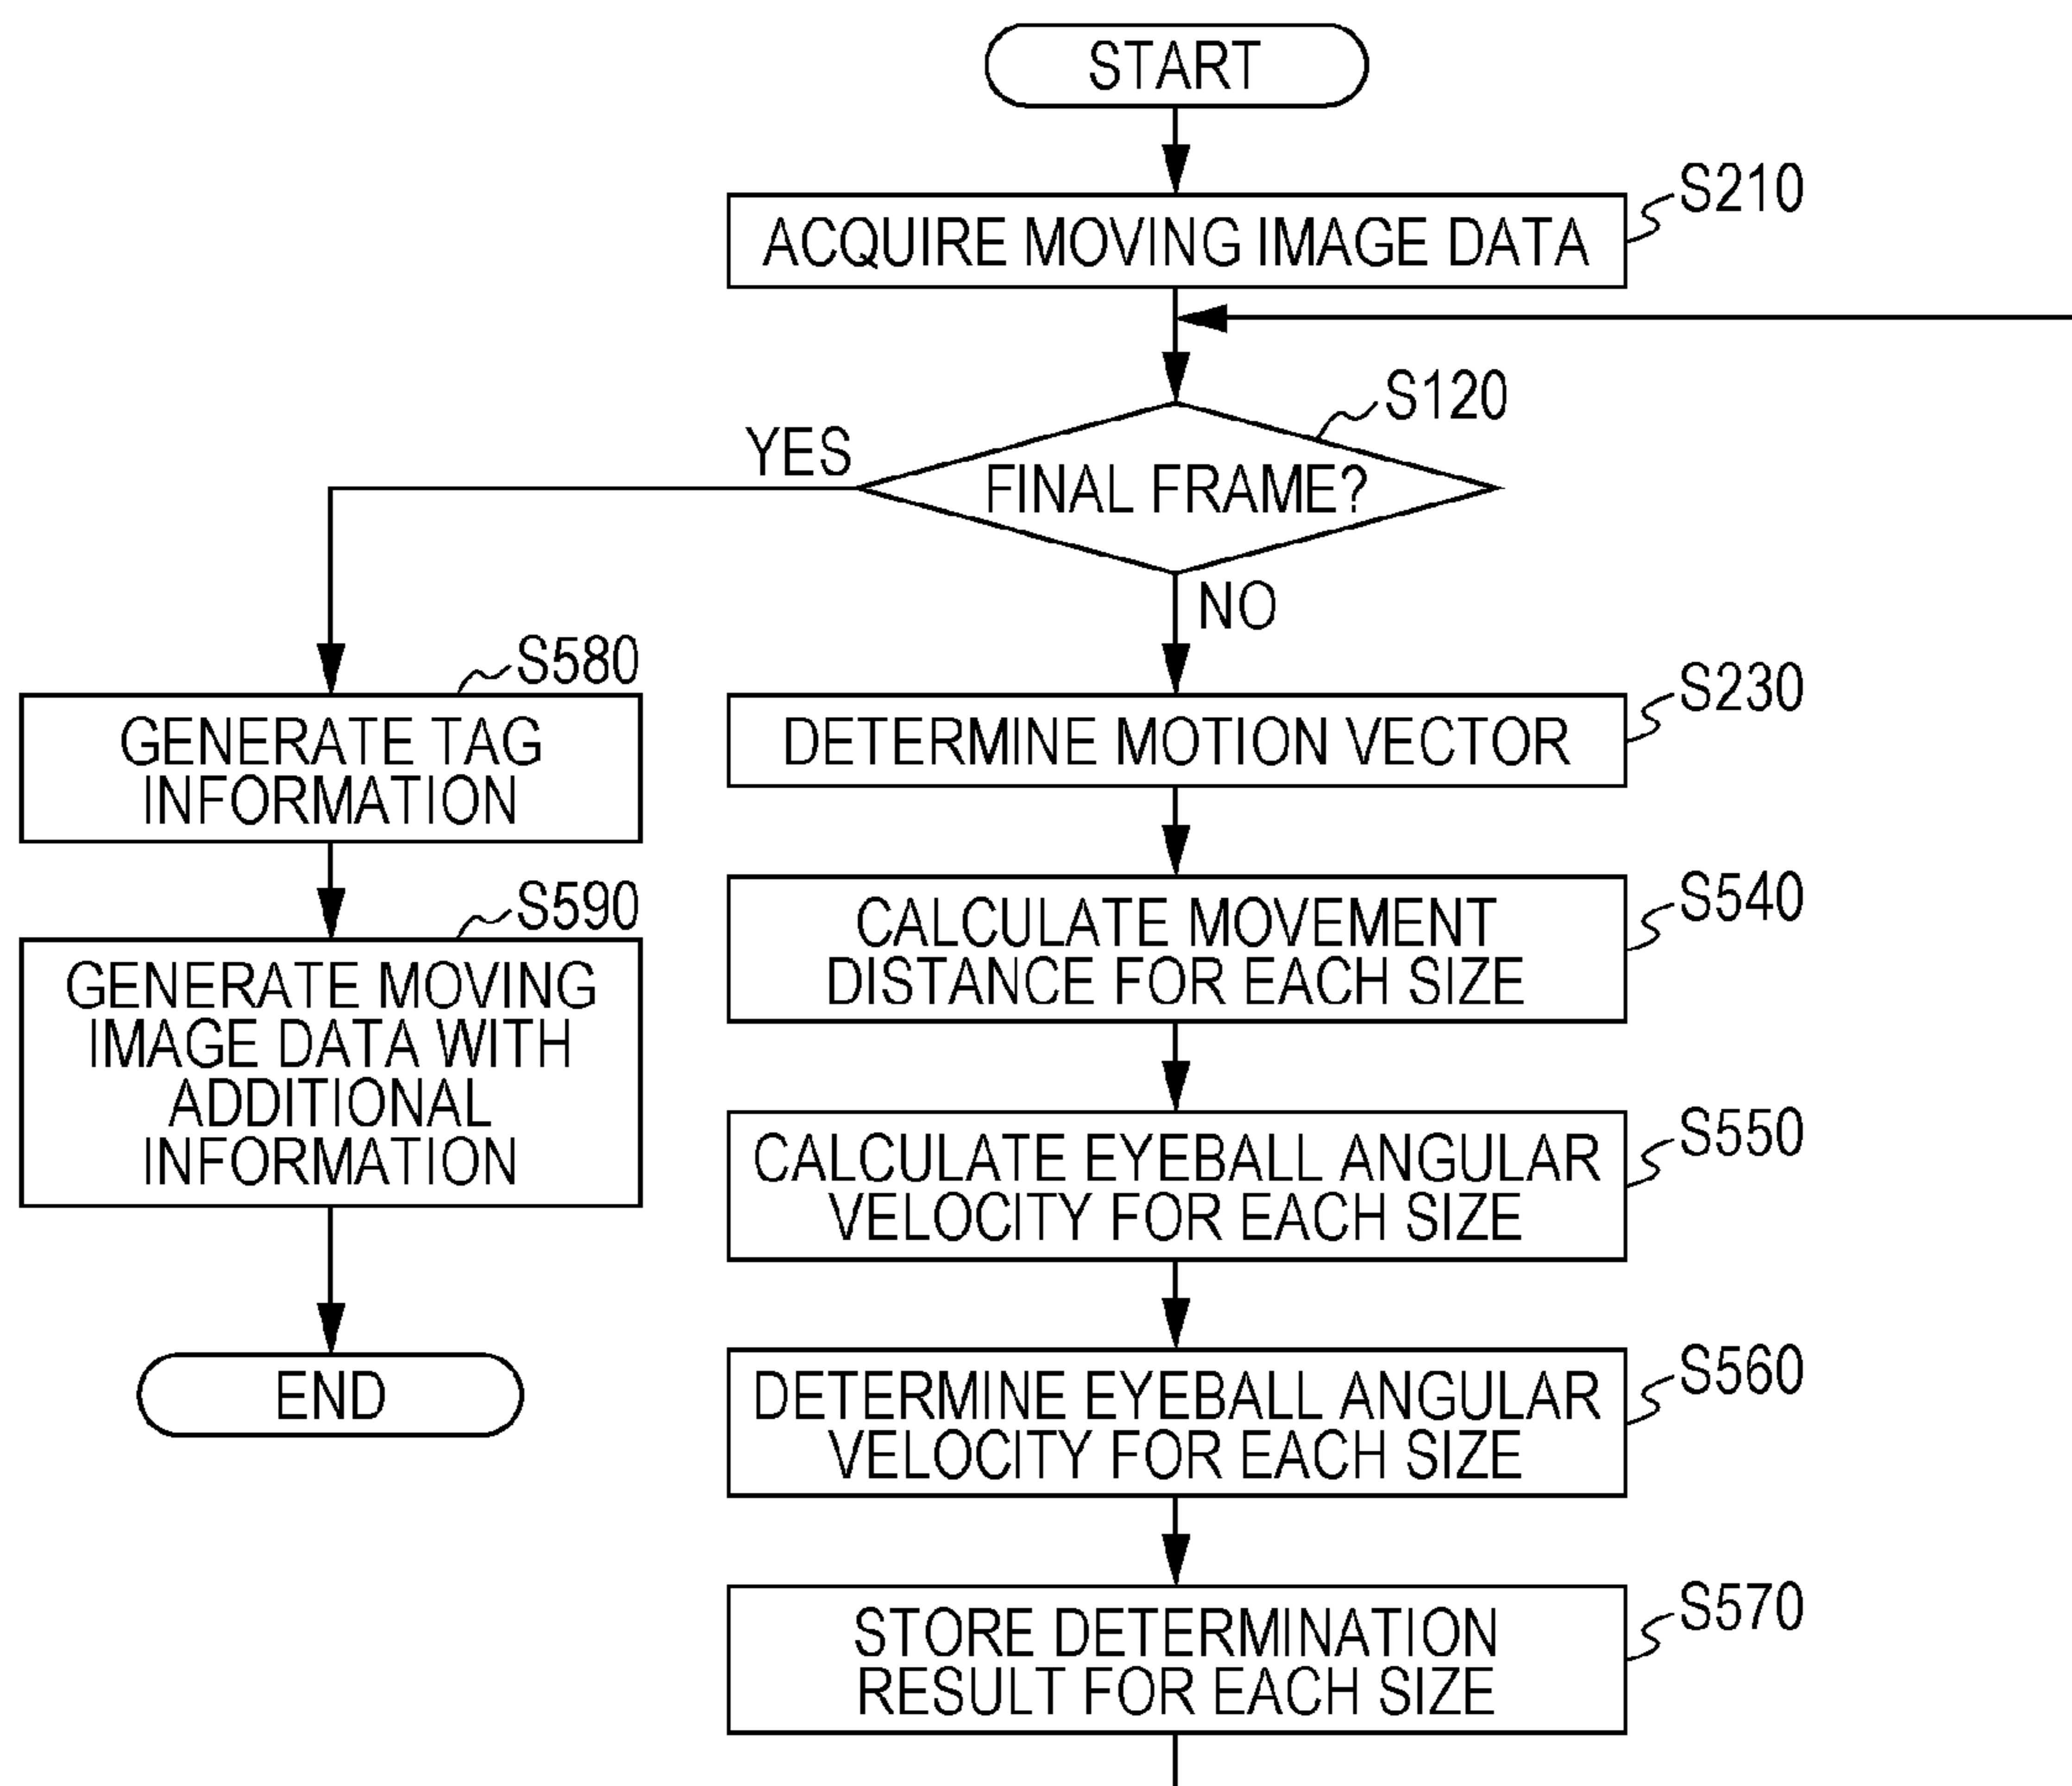 START
S210
ACQUIRE MOVING IMAGE DATA
S120
YES
FINAL FRAME?
NO
S580
GENERATE TAG
INFORMATION
S590
GENERATE MOVING
IMAGE DATA WITH
ADDITIONAL
INFORMATION
END
S230
DETERMINE MOTION VECTOR
S540
CALCULATE MOVEMENT
DISTANCE FOR EACH SIZE
S550
CALCULATE EYEBALL ANGULAR
VELOCITY FOR EACH SIZE
S560
DETERMINE EYEBALL ANGULAR
VELOCITY FOR EACH SIZE
S570
STORE DETERMINATION
RESULT FOR EACH SIZE